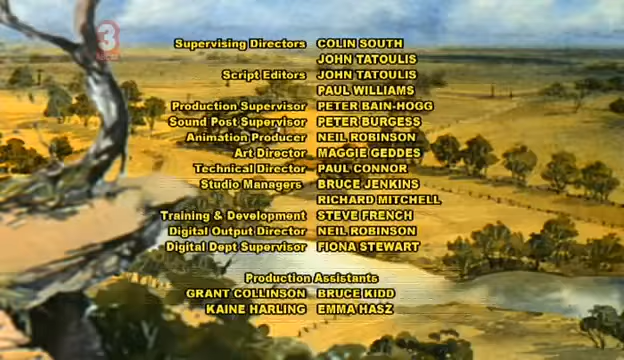 3
Supervising Directors COLIN SOUTH
JOHN TATOULIS
Script Editors JOHN TATOULIS
PAUL WILLIAMS
Production Supervisor PETER BAIN-HOGG
Sound Post Supervisor PETER BURGESS
Animation Producer NEIL ROBINSON
Art Director MAGGIE GEDDES
Technical Director PAUL CONNOR
Studio Managers BRUCE JENKINS
RICHARD MITCHELL
Training & Development STEVE FRENCH
Digital Output Director NEIL ROBINSON
Digital Dept Supervisor FIONA STEWART
Production Assistants
GRANT COLLINSON BRUCE KIDD
KAINE HARLING EMMA HASZ